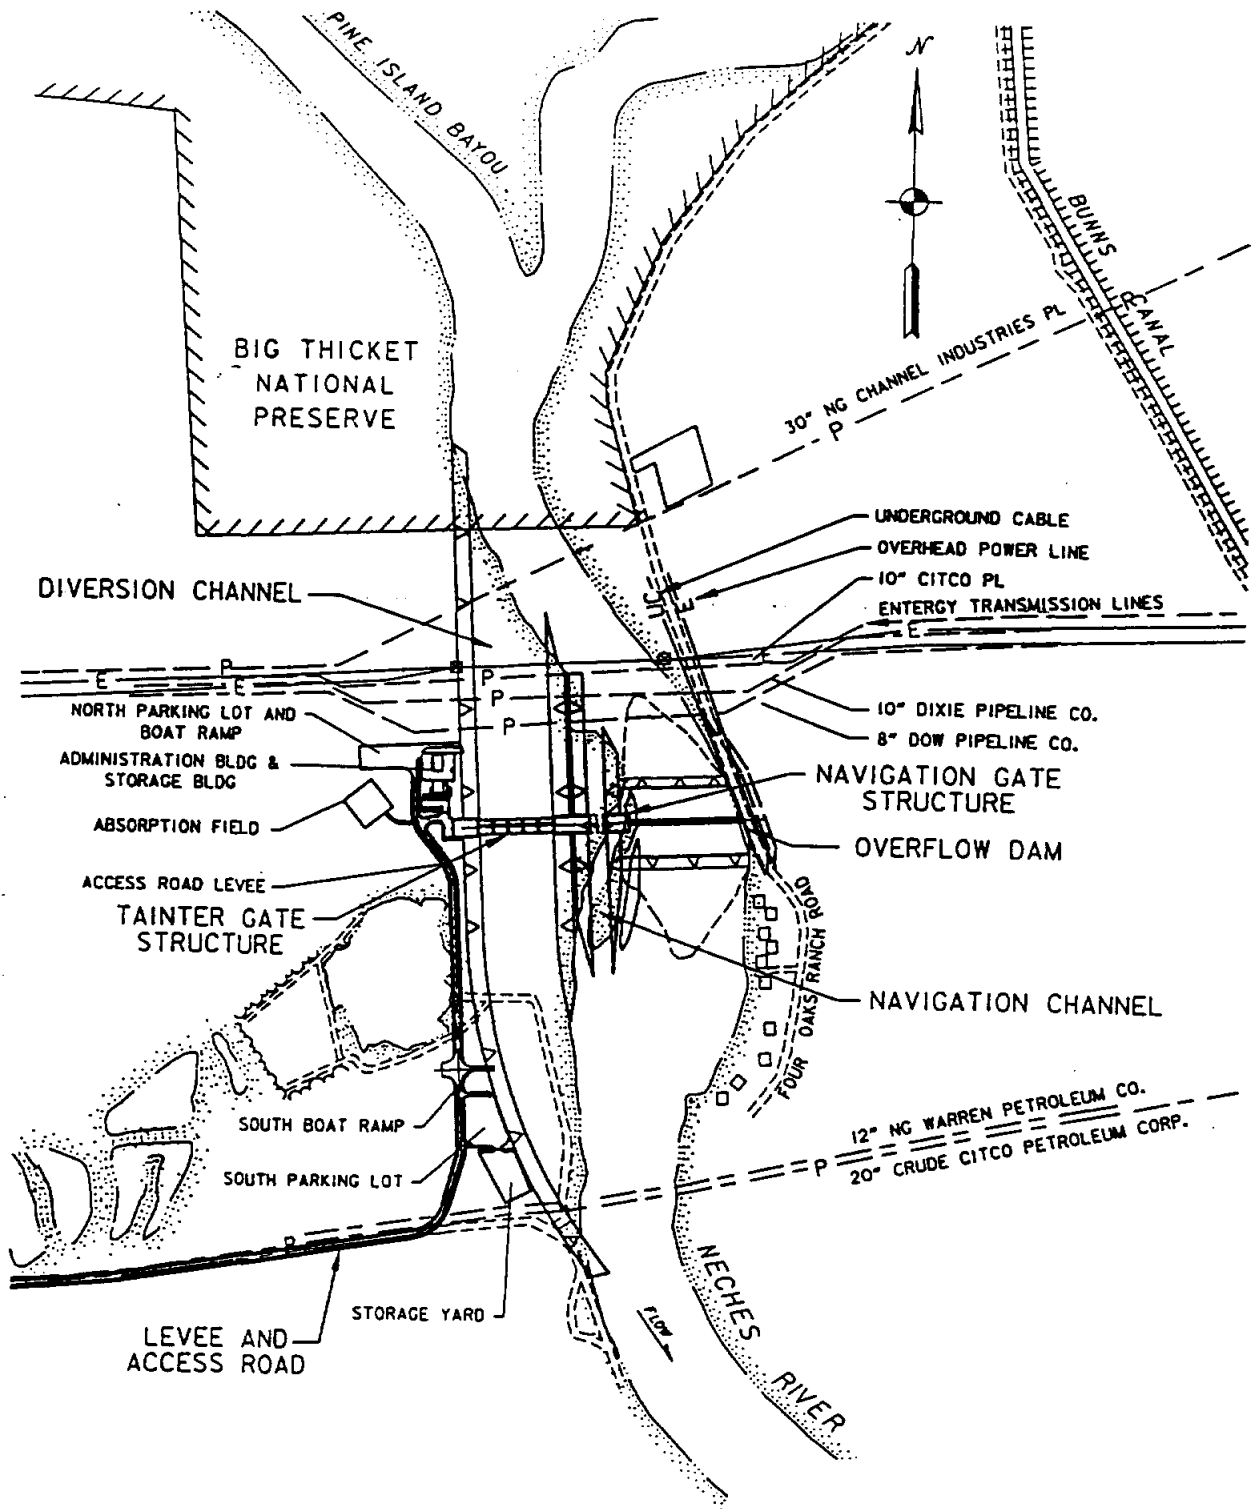 PINE ISLAND BAYOU
N
BUNNS
CANAL
BIG THICKET
NATIONAL
PRESERVE
30" NG CHANNEL INDUSTRIES PL
P
P
UNDERGROUND CABLE
OVERHEAD POWER LINE
10" CITCO PL
ENTERGY TRANSMISSION LINES
DIVERSION CHANNEL
U
E
E
P
E
E
P
P
P
NORTH PARKING LOT AND
BOAT RAMP
10" DIXIE PIPELINE CO.
8" DOW PIPELINE CO.
ADMINISTRATION BLDG &
STORAGE BLDG
NAVIGATION GATE
STRUCTURE
ABSORPTION FIELD
OVERFLOW DAM
ACCESS ROAD LEVEE
TAINTER GATE
STRUCTURE
FOUR OAKS RANCH ROAD
NAVIGATION CHANNEL
SOUTH BOAT RAMP
12" NG WARREN PETROLEUM CO.
P
20" CRUDE CITCO PETROLEUM CORP.
SOUTH PARKING LOT
P
STORAGE YARD
LEVEE AND
ACCESS ROAD
FLOW
NECHES
RIVER